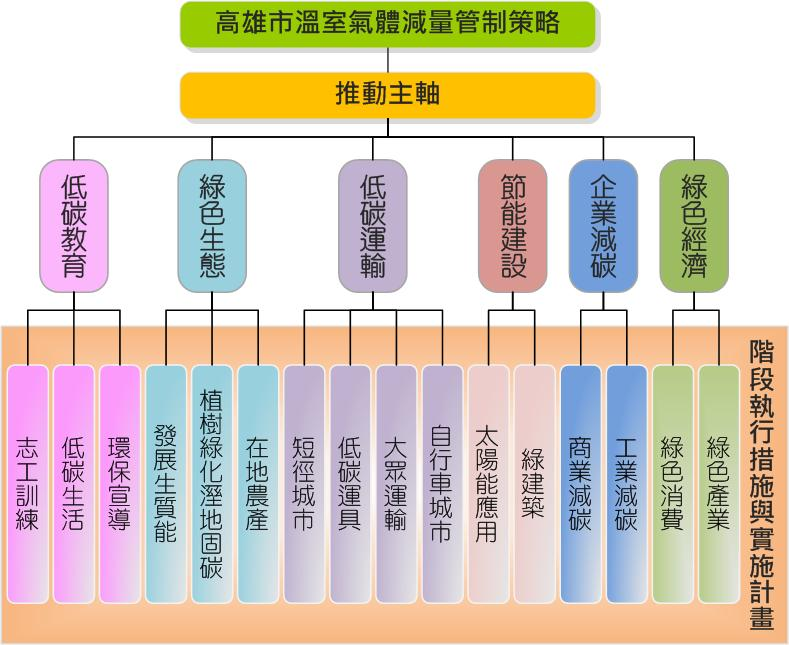 高雄市溫室氣體減量管制策略
推動主軸
低碳教育
綠色生態
低碳運輸
節能建設
企業減碳
綠色經濟
志工訓練
低碳生活
環保宣導
發展生質能
植樹綠化溼地固碳
在地農產
短徑城市
低碳運具
大眾運輸
自行車城市
太陽能應用
綠建築
商業減碳
工業減碳
綠色消費
綠色產業
階段執行措施與實施計畫